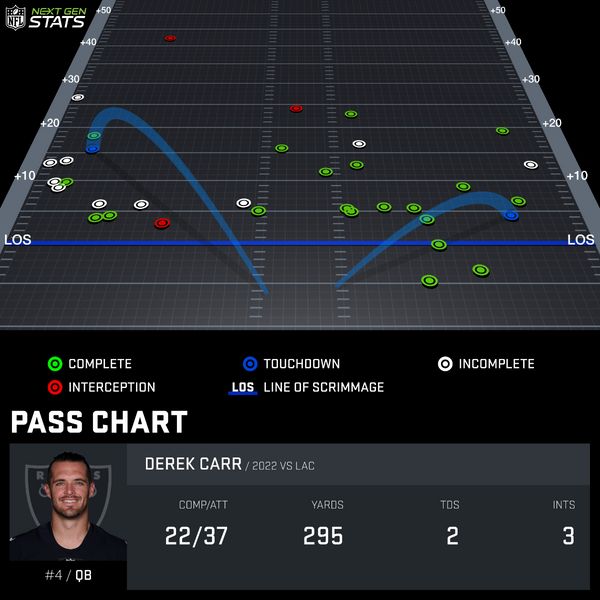 NFL NEXT GEN STATS
+50 +50
+40 +40
+30 +30
+20 +20
+10 +10
LOS LOS
COMPLETE TOUCHDOWN INCOMPLETE
INTERCEPTION LOS LINE OF SCRIMMAGE
PASS CHART
DEREK CARR / 2022 VS LAC
COMP/ATT YARDS TDS INTS
22/37 295 2 3
#4 / QB